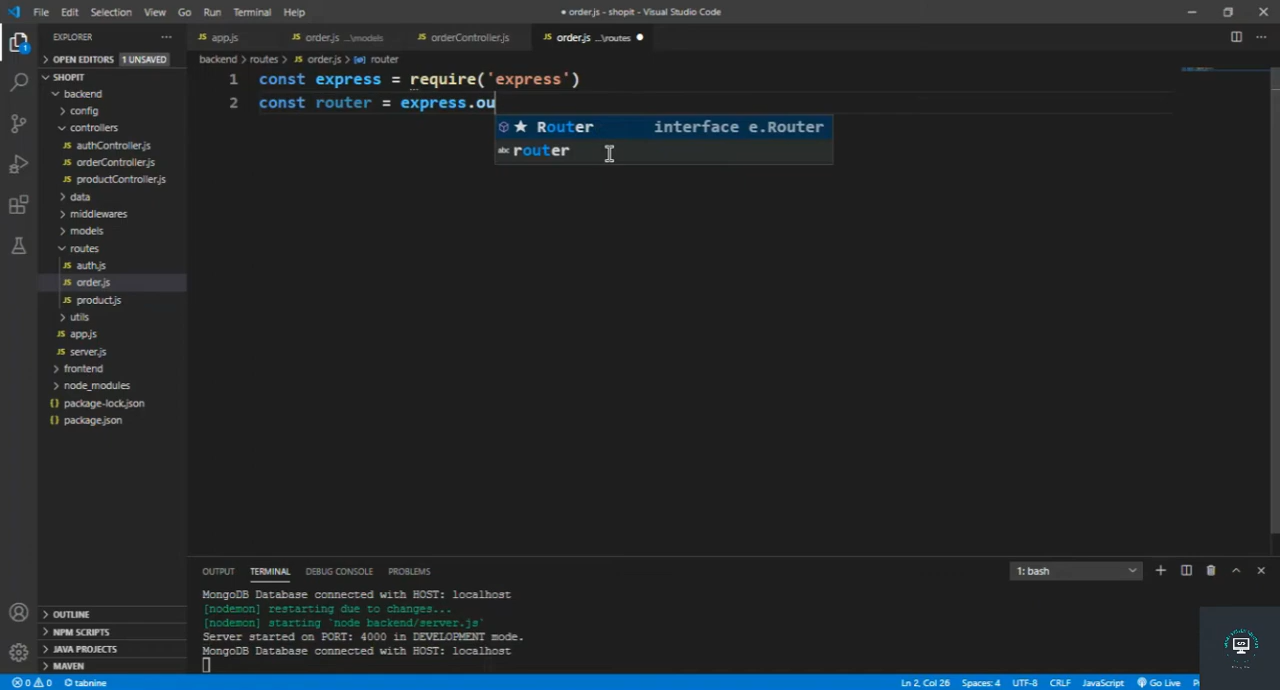 File Edit Selection View Go Run Terminal Help
● order.js - shopit - Visual Studio Code
EXPLORER ···
1
OPEN EDITORS 1 UNSAVED
SHOPIT
backend
config
controllers
JS authController.js
JS orderController.js
JS productController.js
data
middlewares
models
routes
JS auth.js
JS order.js
JS product.js
utils
JS app.js
JS server.js
frontend
node_modules
{} package-lock.json
{} package.json
OUTLINE
NPM SCRIPTS
JAVA PROJECTS
MAVEN
JS app.js JS order.js ...\models JS orderController.js JS order.js ...\routes ●
backend > routes > JS order.js > router
1 const express = require('express')
2 const router = express.ou
★ Router interface e.Router
abc router
OUTPUT TERMINAL DEBUG CONSOLE PROBLEMS 1: bash
MongoDB Database connected with HOST: localhost
[nodemon] restarting due to changes...
[nodemon] starting `node backend/server.js`
Server started on PORT: 4000 in DEVELOPMENT mode.
MongoDB Database connected with HOST: localhost
0 0 tabnine Ln 2, Col 26 Spaces: 4 UTF-8 CRLF JavaScript Go Live